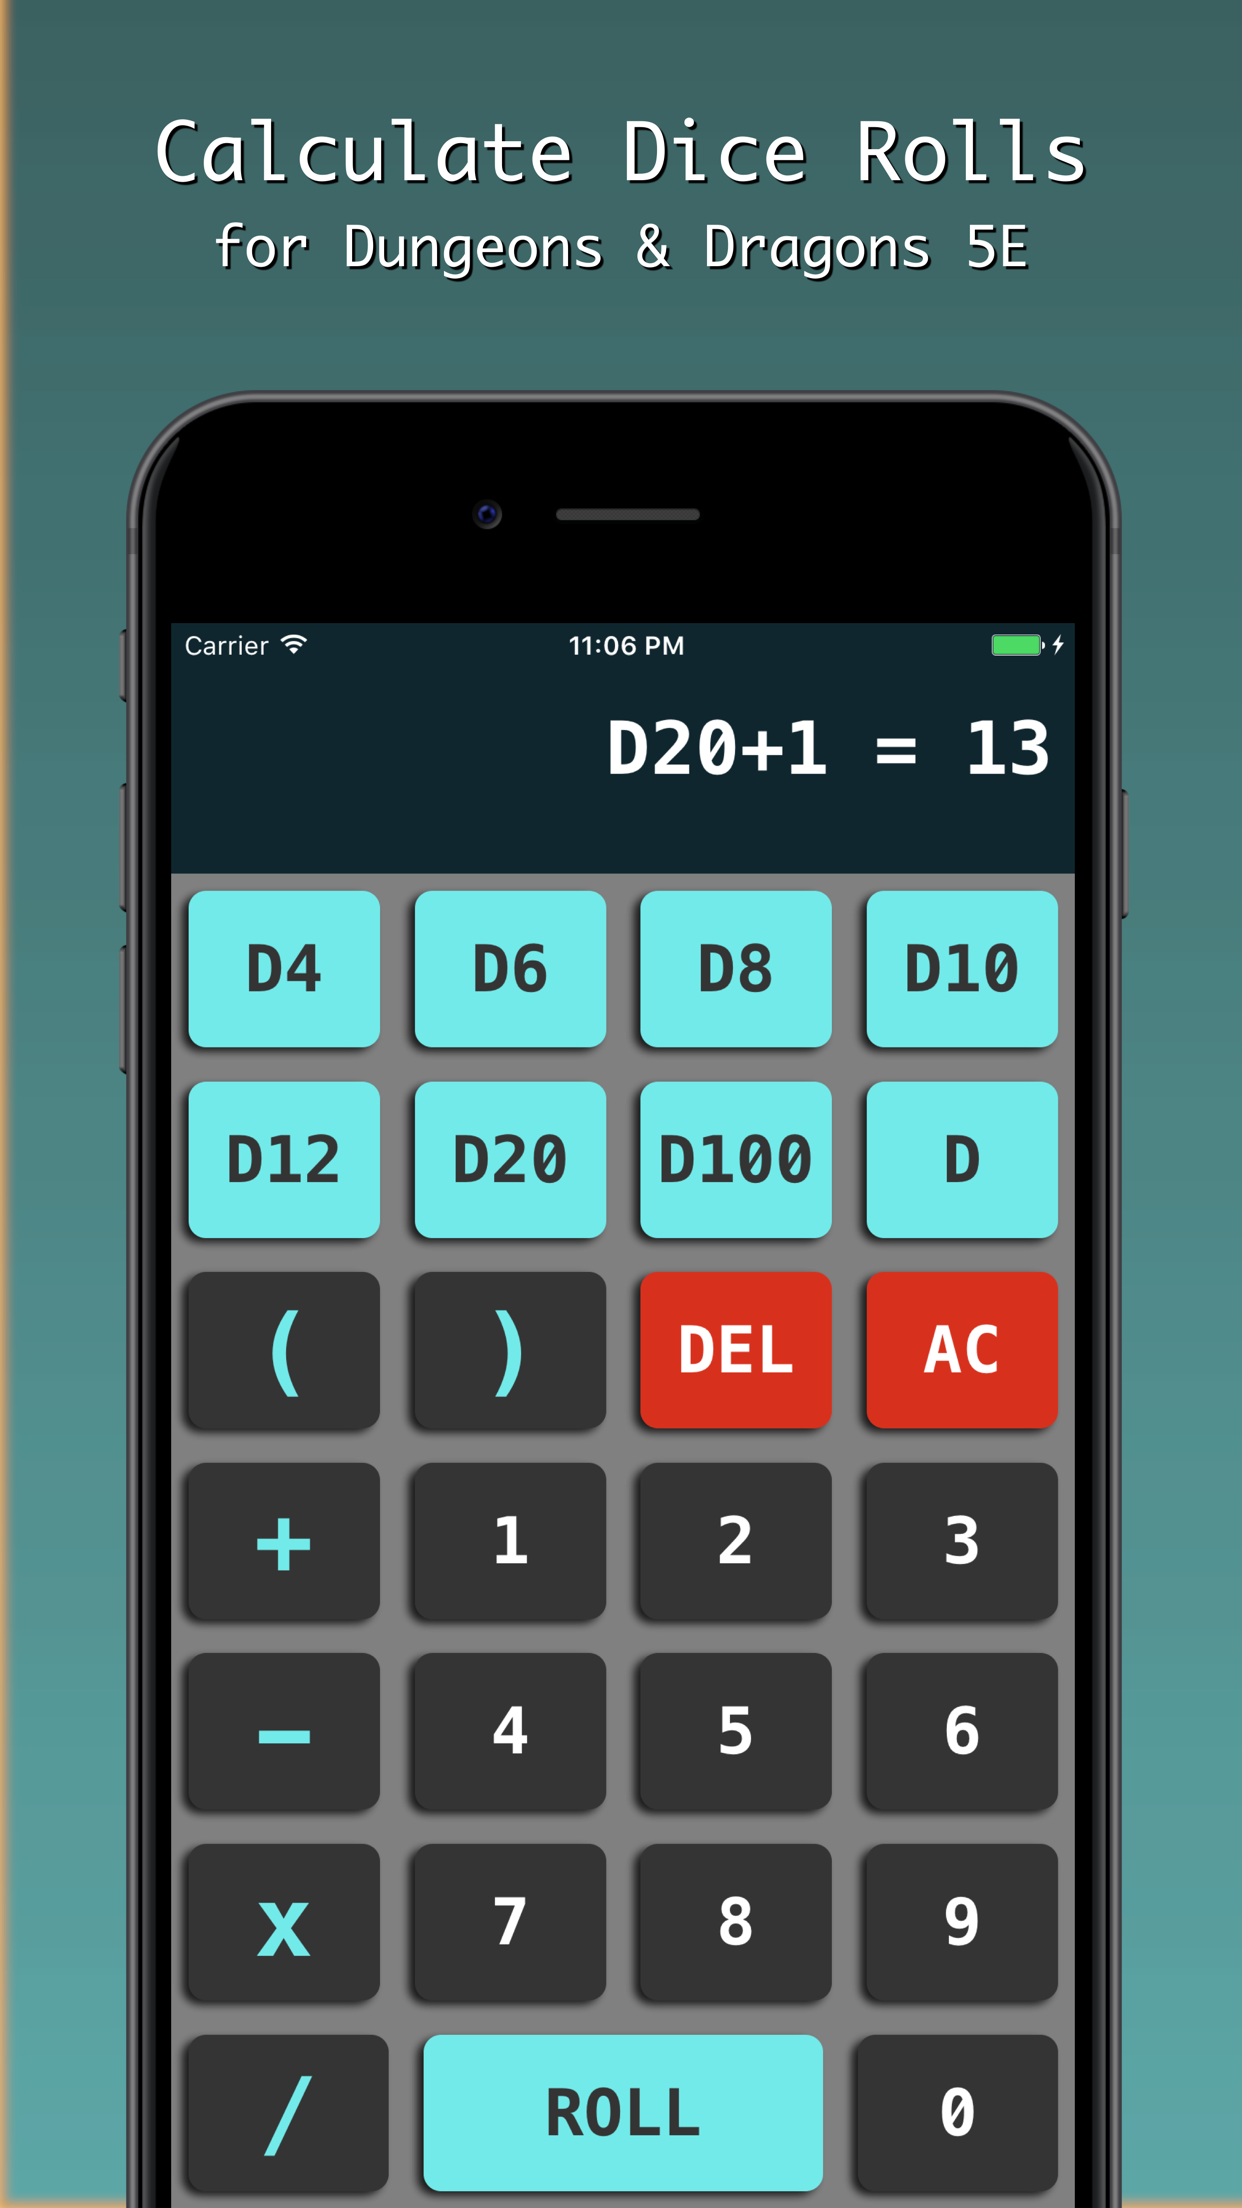 Calculate Dice Rolls
for Dungeons & Dragons 5E
Carrier 11:06 PM
D20+1 = 13
D4 D6 D8 D10
D12 D20 D100 D
( ) DEL AC
+ 1 2 3
− 4 5 6
x 7 8 9
/ ROLL 0